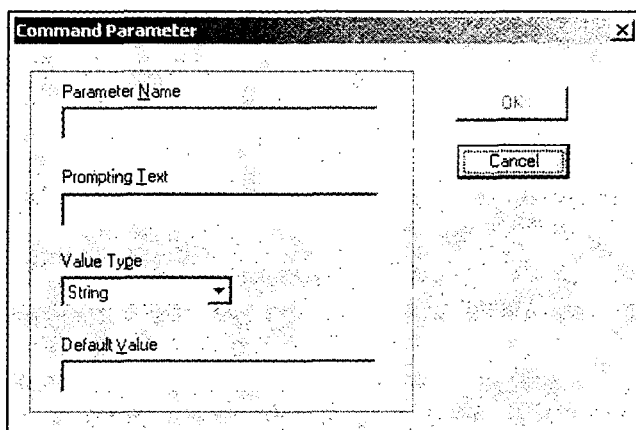 Command Parameter
Parameter Name
OK
Cancel
Prompting Text
Value Type
String
Default Value